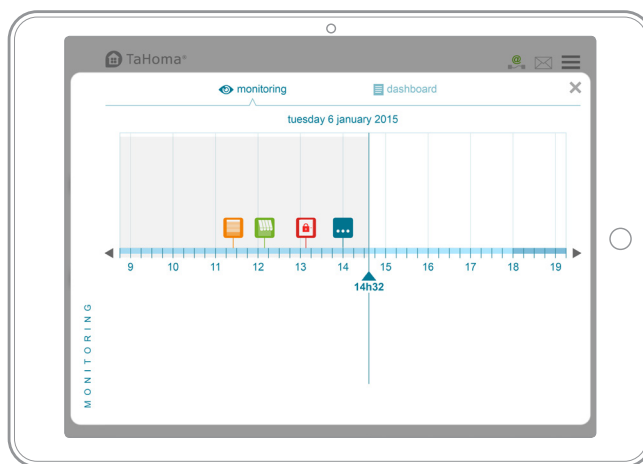 TaHoma®
monitoring
dashboard
tuesday 6 january 2015
9 10 11 12 13 14 15 16 17 18 19
14h32
MONITORING